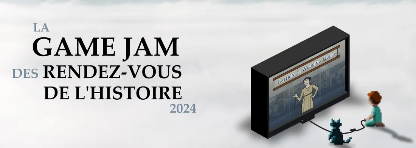 LA
GAME JAM
DES RENDEZ-VOUS
DE L'HISTOIRE
2024